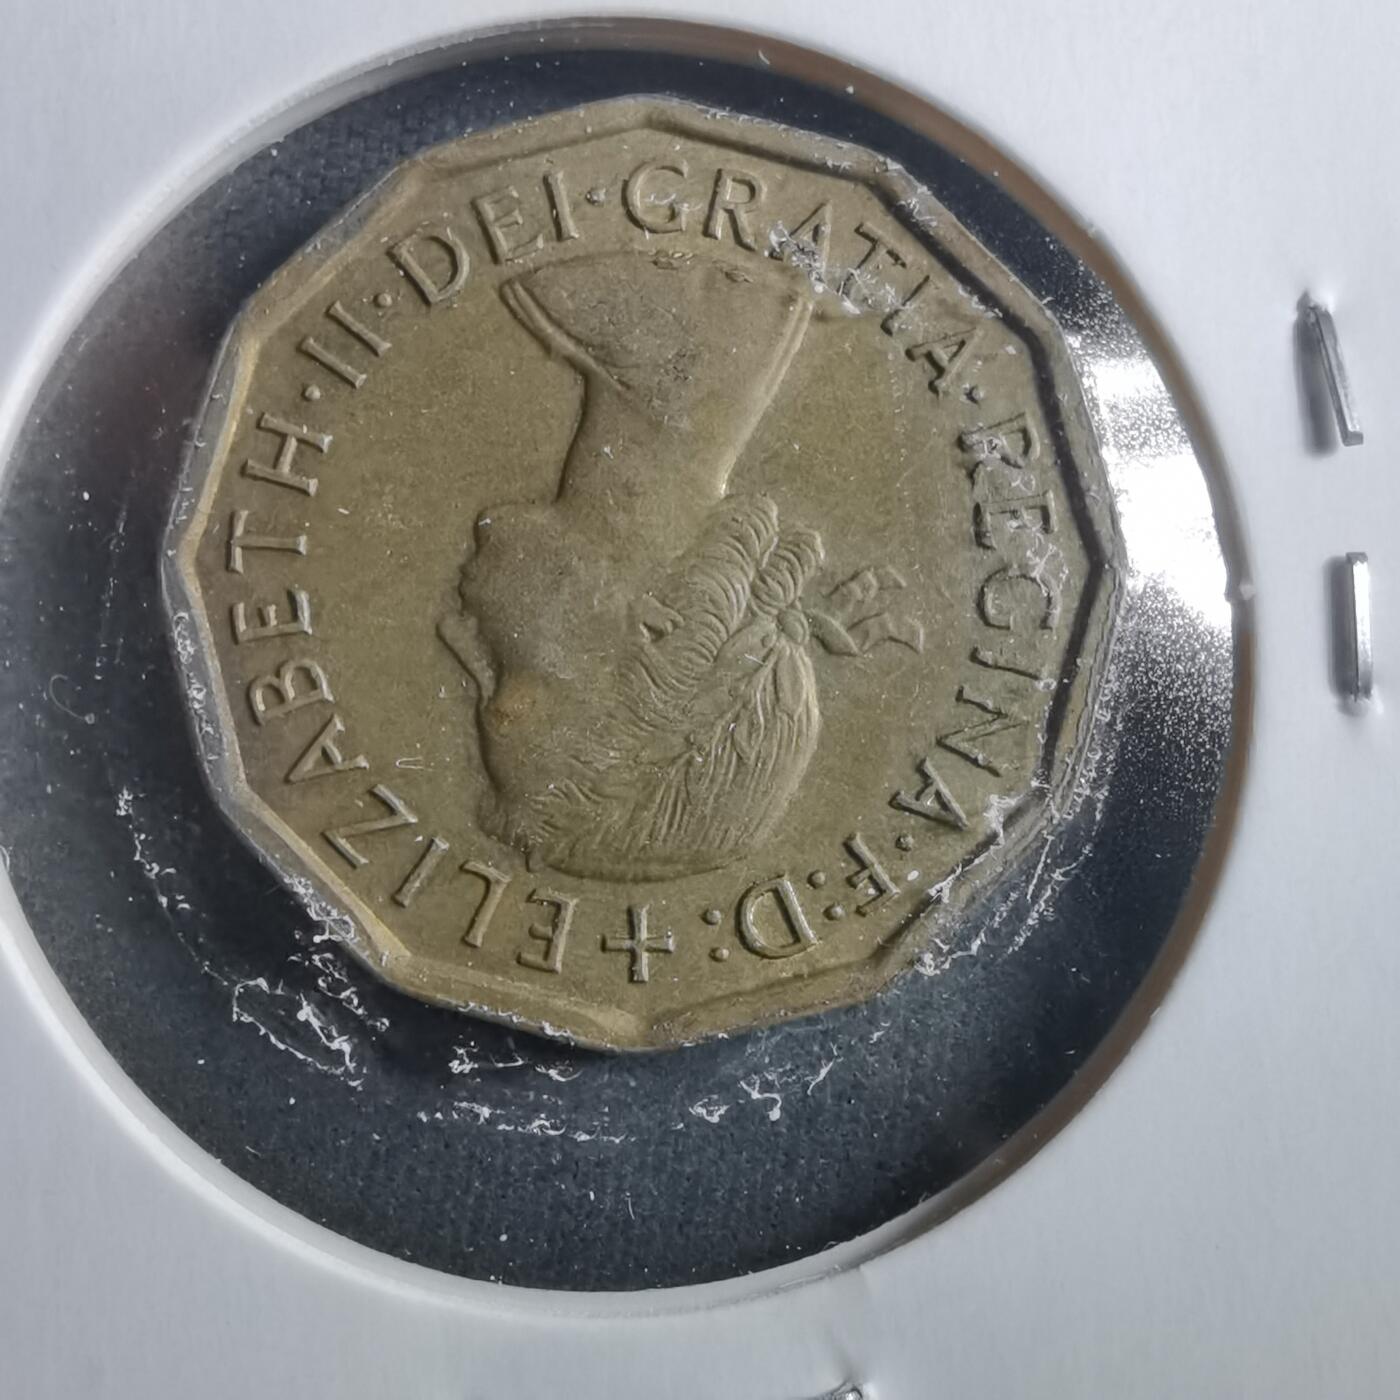 + ELIZABETH · II · DEI · GRATIA · REGINA · F : D :